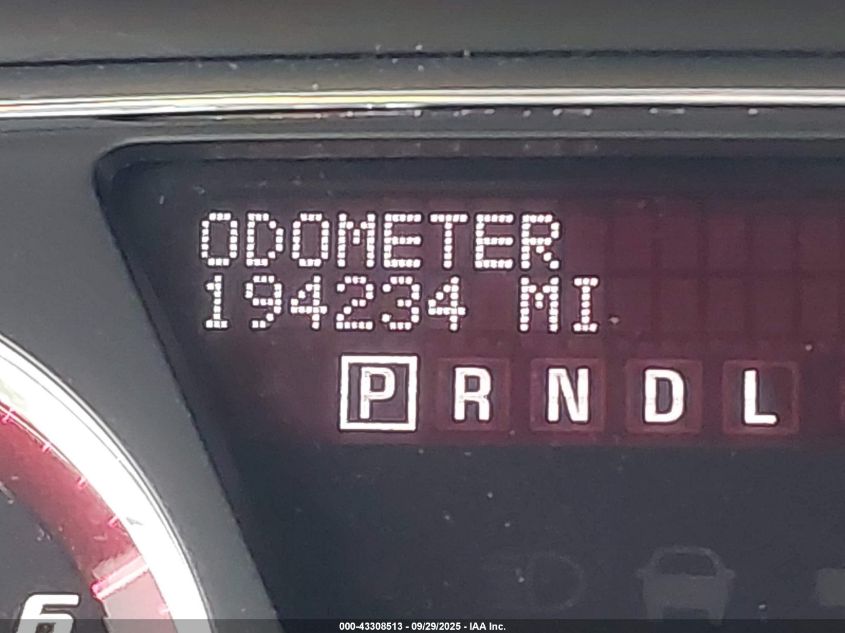 ODOMETER
194234 MI
P R N D L
6
000-43308513 - 09/29/2025 - IAA Inc.